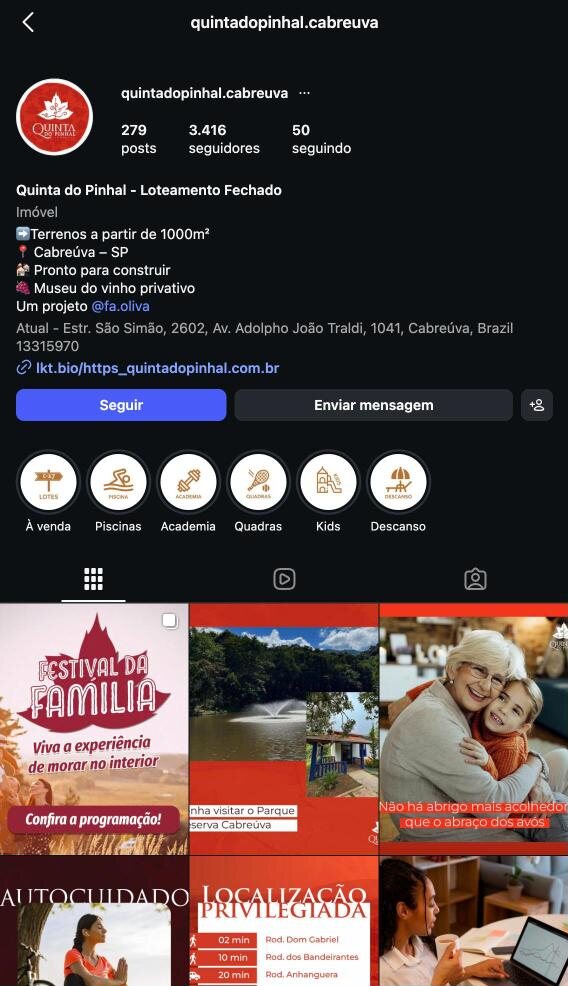 quintadopinhal.cabreuva
QUINTA
DO PINHAL
quintadopinhal.cabreuva ...
279 3.416 50
posts seguidores seguindo
Quinta do Pinhal - Loteamento Fechado
Imóvel
➡️Terrenos a partir de 1000m²
📍 Cabreúva – SP
🏡 Pronto para construir
🍇 Museu do vinho privativo
Um projeto @fa.oliva
Atual - Estr. São Simão, 2602, Av. Adolpho João Traldi, 1041, Cabreúva, Brazil
13315970
lkt.bio/https_quintadopinhal.com.br
Seguir Enviar mensagem
LOTES PISCINA ACADEMIA QUADRAS DESCANSO
À venda Piscinas Academia Quadras Kids Descanso
FESTIVAL DA
FAMÍLIA
Viva a experiência
de morar no interior
Confira a programação!
nha visitar o Parque
serva Cabreúva
Não há abrigo mais acolhedor
que o abraço dos avós
AUTOCUIDADO
LOCALIZAÇÃO
PRIVILEGIADA
02 min Rod. Dom Gabriel
10 min Rod. dos Bandeirantes
20 min Rod. Anhanguera